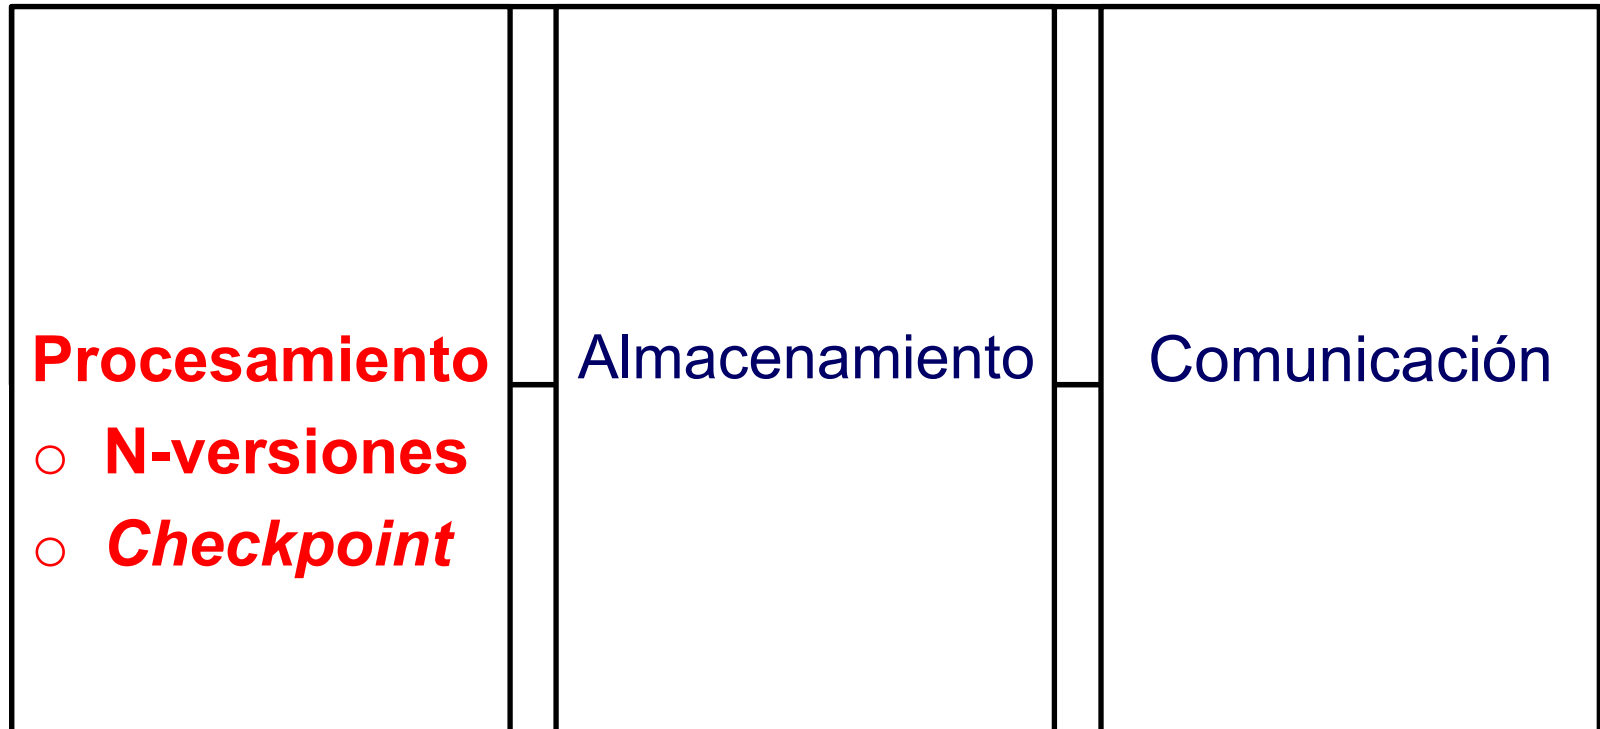 Procesamiento
○ N-versiones
○ Checkpoint
Almacenamiento
Comunicación